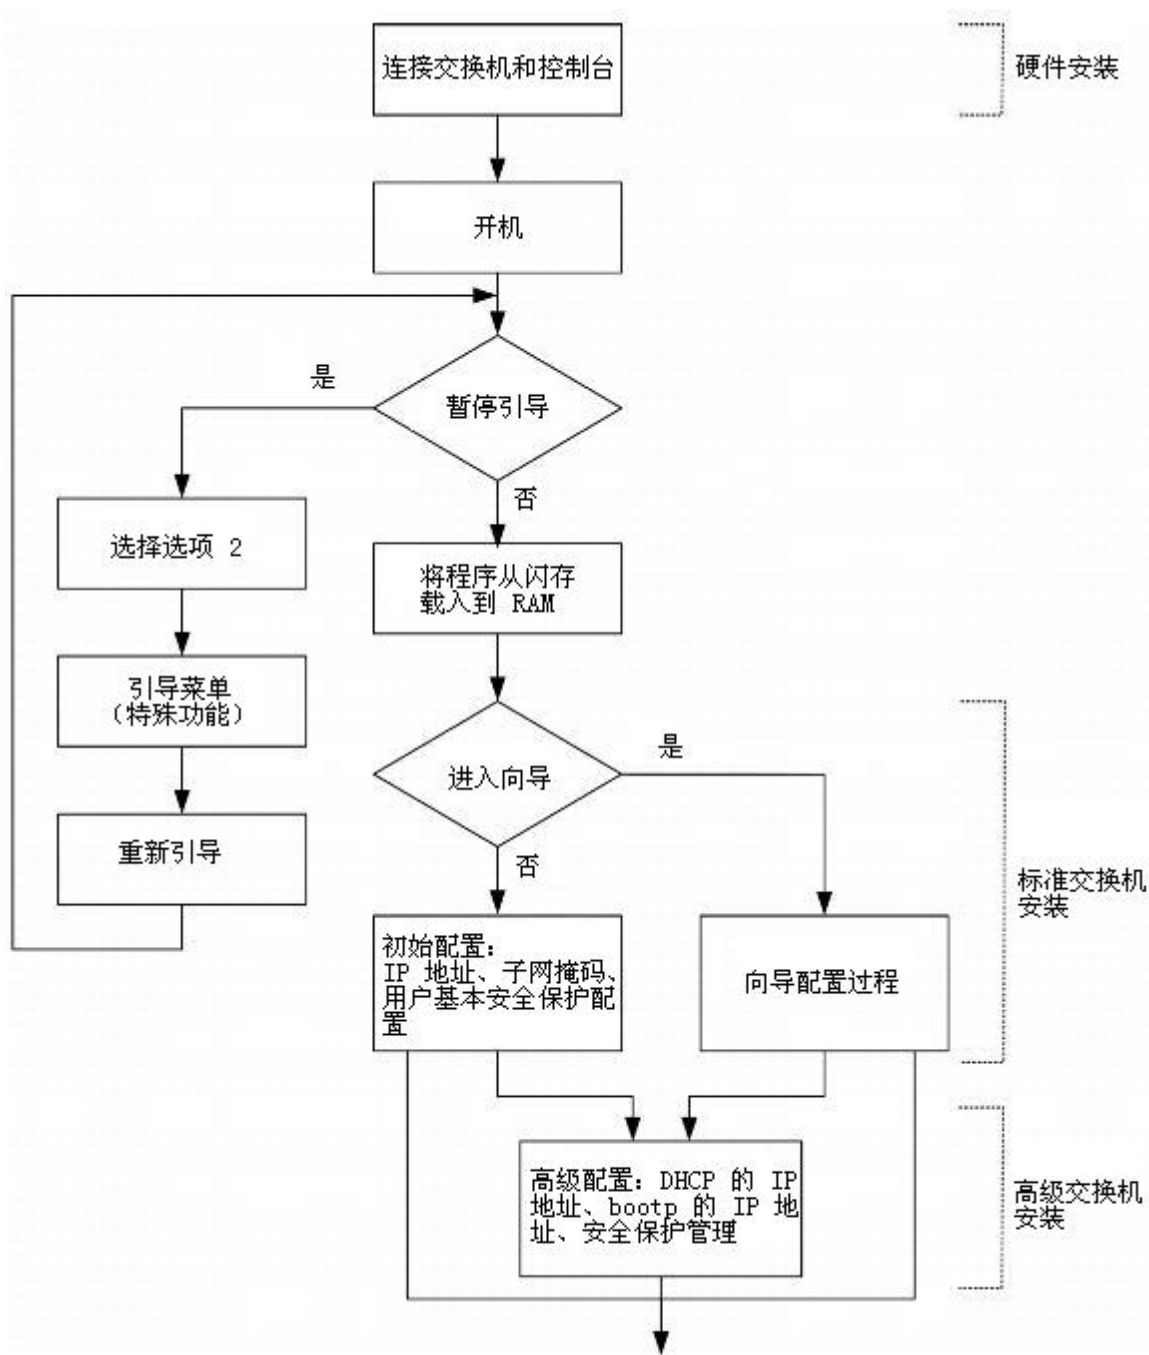 连接交换机和控制台
硬件安装
开机
是
暂停引导
否
选择选项 2
将程序从闪存
载入到 RAM
引导菜单
(特殊功能)
是
进入向导
重新引导
否
标准交换机
安装
初始配置:
IP 地址、子网掩码、
用户基本安全保护配
置
向导配置过程
高级配置: DHCP 的 IP
地址、bootp 的 IP 地
址、安全保护管理
高级交换机
安装